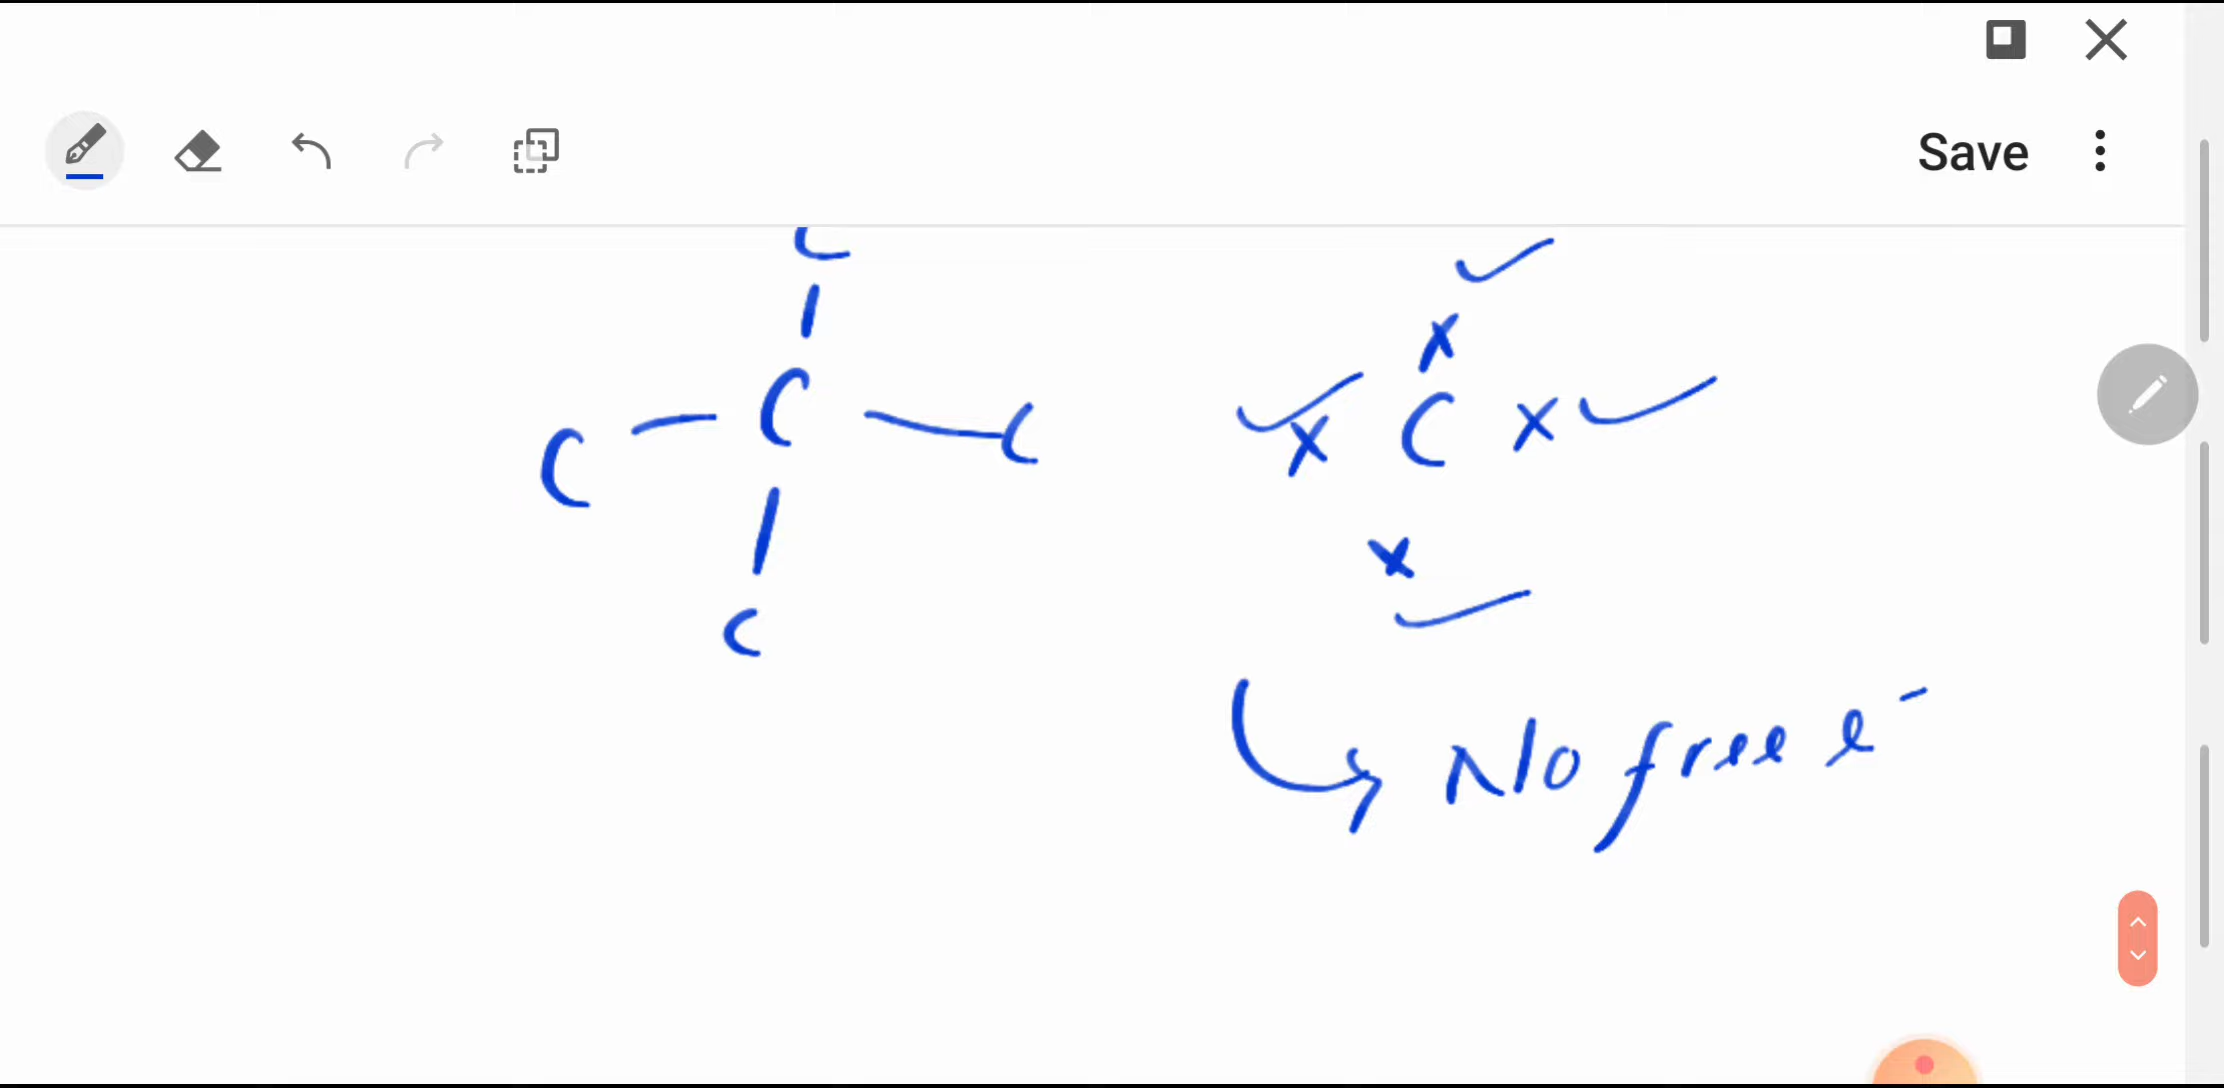 Save
C
C - C - C
C
x
x C x
x
No free e⁻